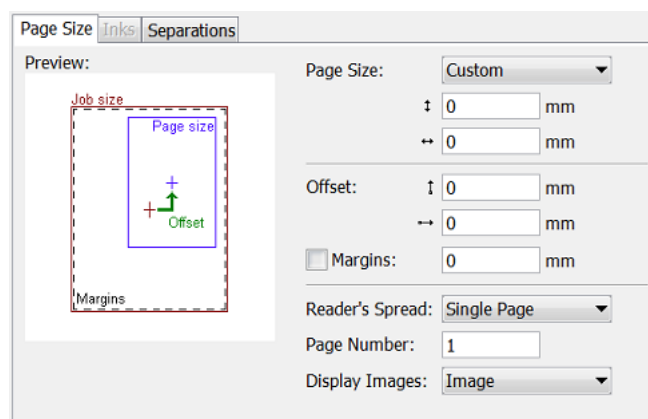 Page Size Inks Separations
Preview:
Job size
Page size
Offset
Margins
Page Size: Custom
0 mm
0 mm
Offset: 0 mm
0 mm
Margins: 0 mm
Reader's Spread: Single Page
Page Number: 1
Display Images: Image